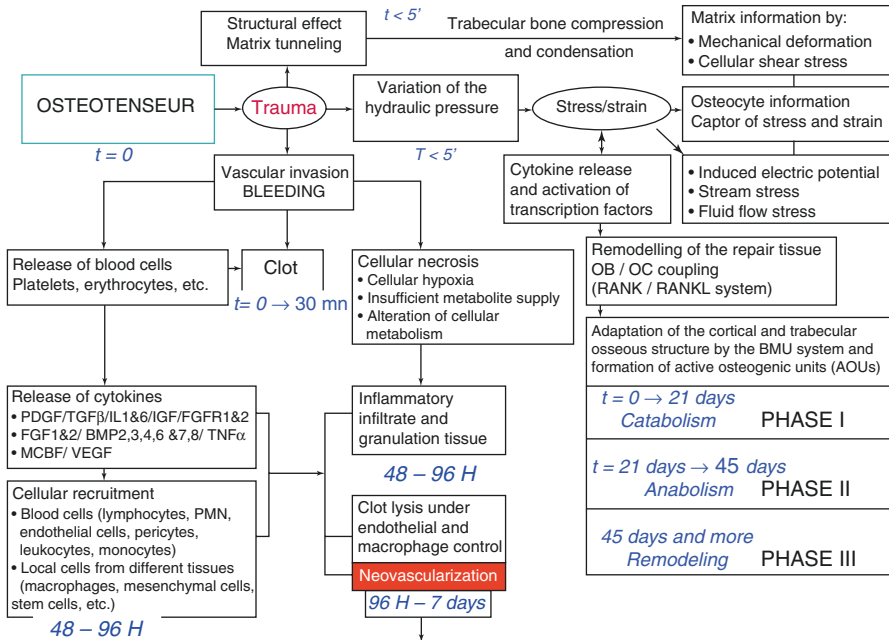 Structural effect
Matrix tunneling
t < 5'
Trabecular bone compression
and condensation
Matrix information by:
• Mechanical deformation
• Cellular shear stress
OSTEOTENSEUR
t = 0
Trauma
Variation of the
hydraulic pressure
T < 5'
Stress/strain
Osteocyte information
Captor of stress and strain
Vascular invasion
BLEEDING
Cytokine release
and activation of
transcription factors
• Induced electric potential
• Stream stress
• Fluid flow stress
Release of blood cells
Platelets, erythrocytes, etc.
Clot
t = 0 → 30 mn
Cellular necrosis
• Cellular hypoxia
• Insufficient metabolite supply
• Alteration of cellular
metabolism
Remodelling of the repair tissue
OB / OC coupling
(RANK / RANKL system)
Adaptation of the cortical and trabecular
osseous structure by the BMU system and
formation of active osteogenic units (AOUs)
Release of cytokines
• PDGF/TGFβ/IL1&6/IGF/FGFR1&2
• FGF1&2/ BMP2,3,4,6 &7,8/ TNFα
• MCBF/ VEGF
Inflammatory
infiltrate and
granulation tissue
48 – 96 H
t = 0 → 21 days
Catabolism PHASE I
t = 21 days → 45 days
Anabolism PHASE II
45 days and more
Remodeling PHASE III
Cellular recruitment
• Blood cells (lymphocytes, PMN,
endothelial cells, pericytes,
leukocytes, monocytes)
• Local cells from different tissues
(macrophages, mesenchymal cells,
stem cells, etc.)
48 – 96 H
Clot lysis under
endothelial and
macrophage control
Neovascularization
96 H – 7 days